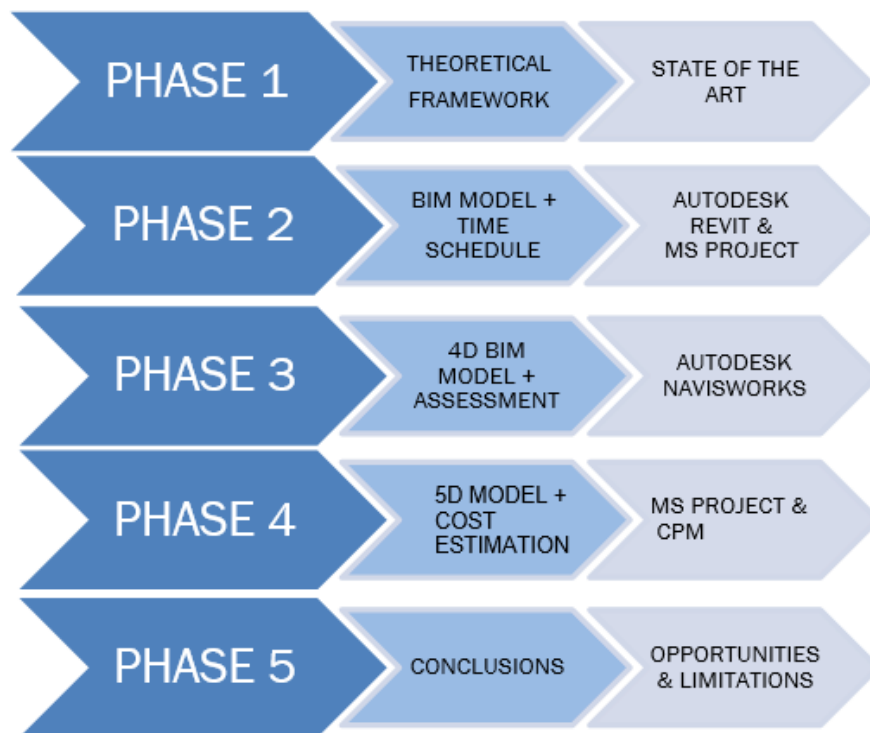 PHASE 1
THEORETICAL
FRAMEWORK
STATE OF THE
ART
PHASE 2
BIM MODEL +
TIME
SCHEDULE
AUTODESK
REVIT &
MS PROJECT
PHASE 3
4D BIM
MODEL +
ASSESSMENT
AUTODESK
NAVISWORKS
PHASE 4
5D MODEL +
COST
ESTIMATION
MS PROJECT &
CPM
PHASE 5
CONCLUSIONS
OPPORTUNITIES
& LIMITATIONS